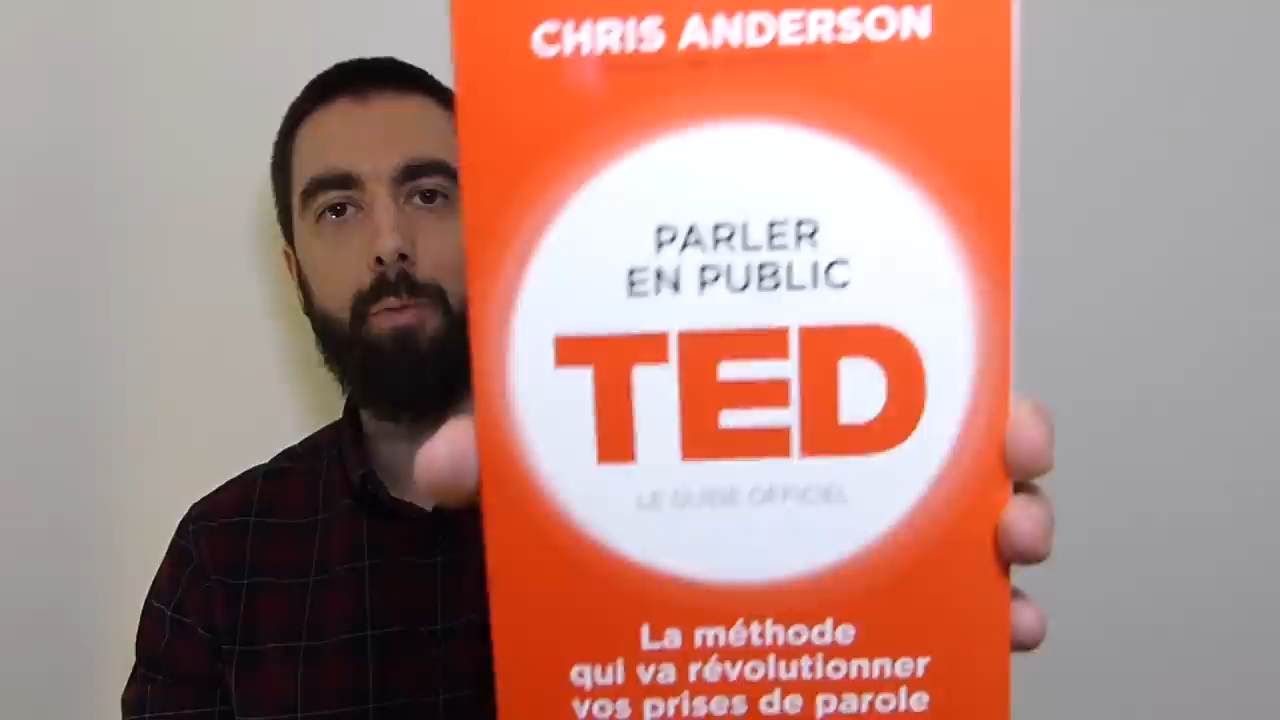 CHRIS ANDERSON
PARLER
EN PUBLIC
TED
LE GUIDE OFFICIEL
La méthode
qui va révolutionner
vos prises de parole